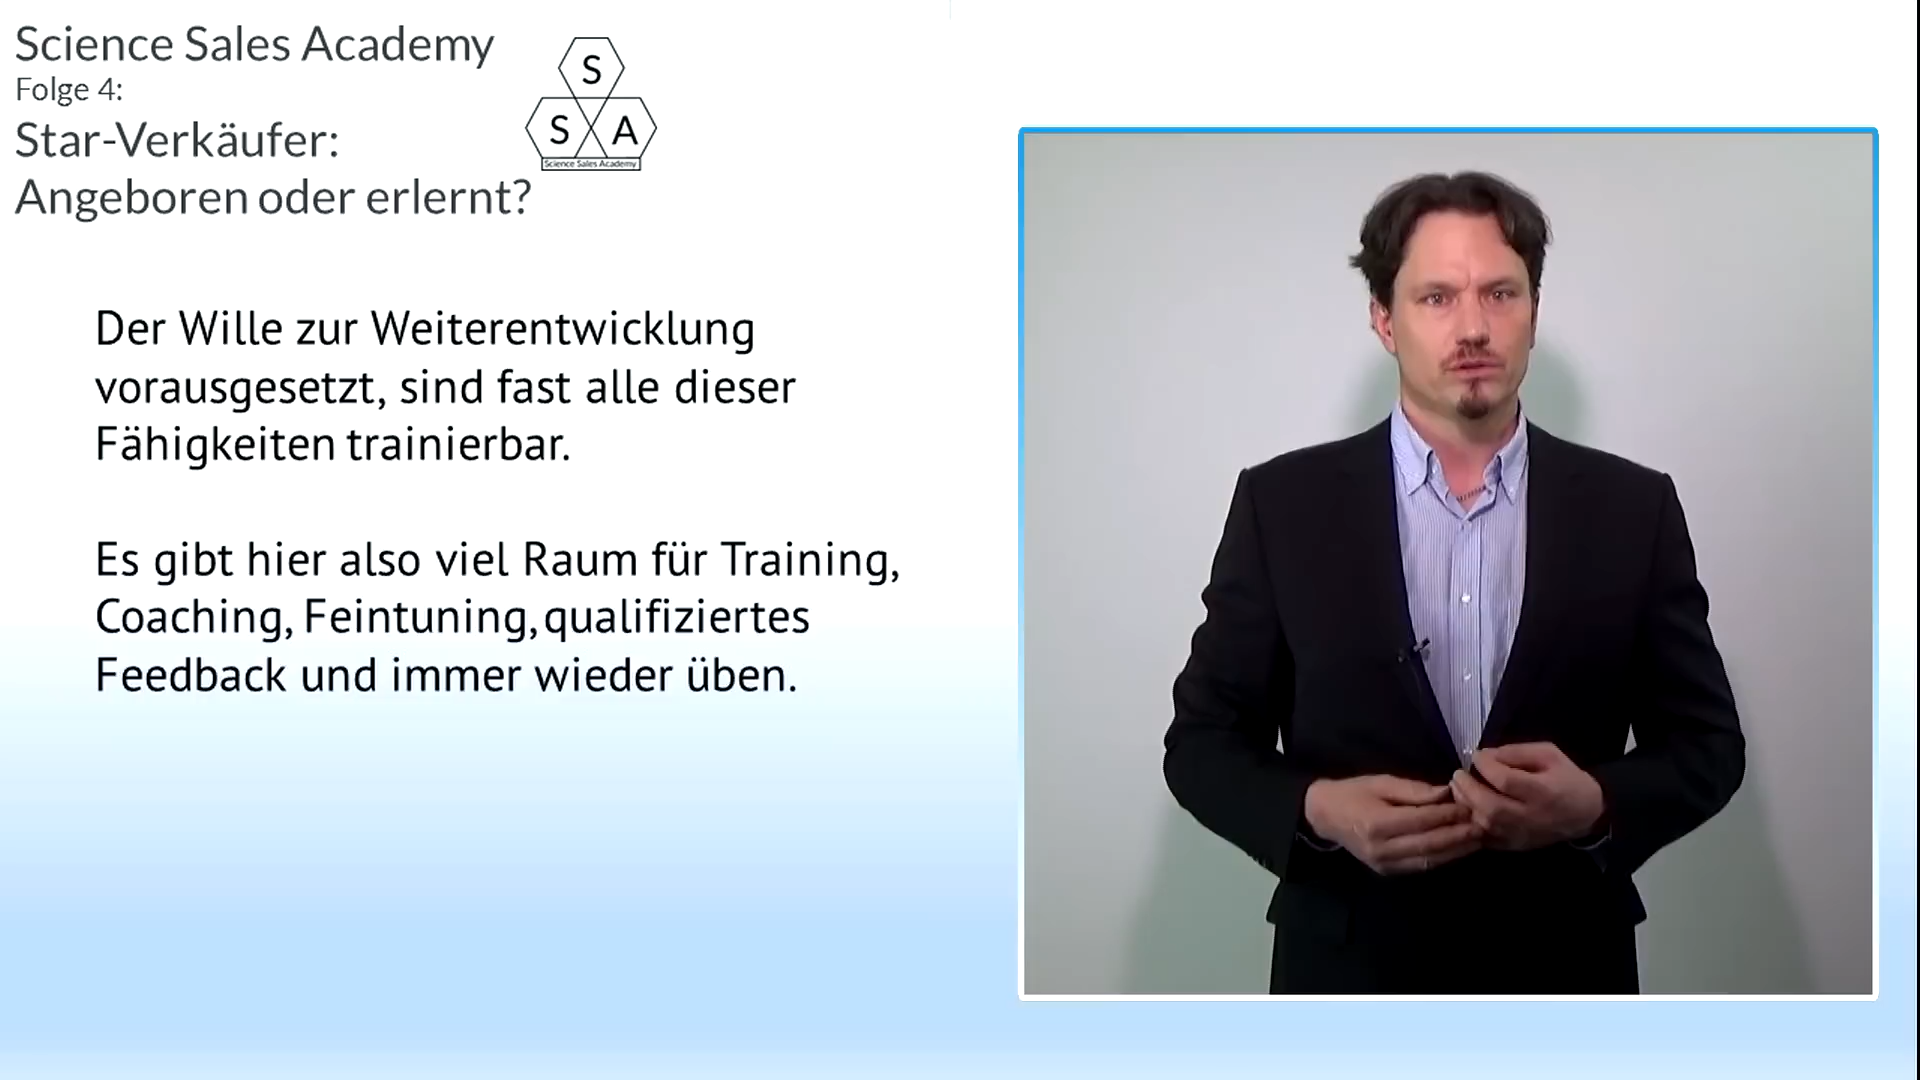 Science Sales Academy
Folge 4:
Star-Verkäufer:
Angeboren oder erlernt?
S
S A
Science Sales Academy
Der Wille zur Weiterentwicklung
vorausgesetzt, sind fast alle dieser
Fähigkeiten trainierbar.
Es gibt hier also viel Raum für Training,
Coaching, Feintuning, qualifiziertes
Feedback und immer wieder üben.